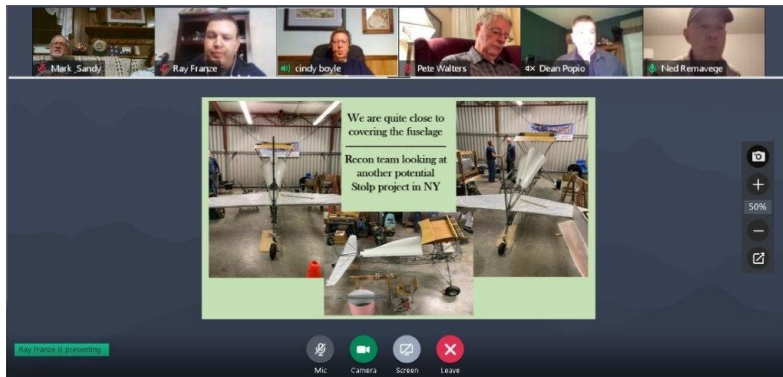 Mark_Sandy
Ray Franze
cindy boyle
Pete Walters
Dean Popio
Ned Remavege
We are quite close to
covering the fuselage
Recon team looking at
another potential
Stolp project in NY
50%
Ray Franze is presenting
Mic
Camera
Screen
Leave